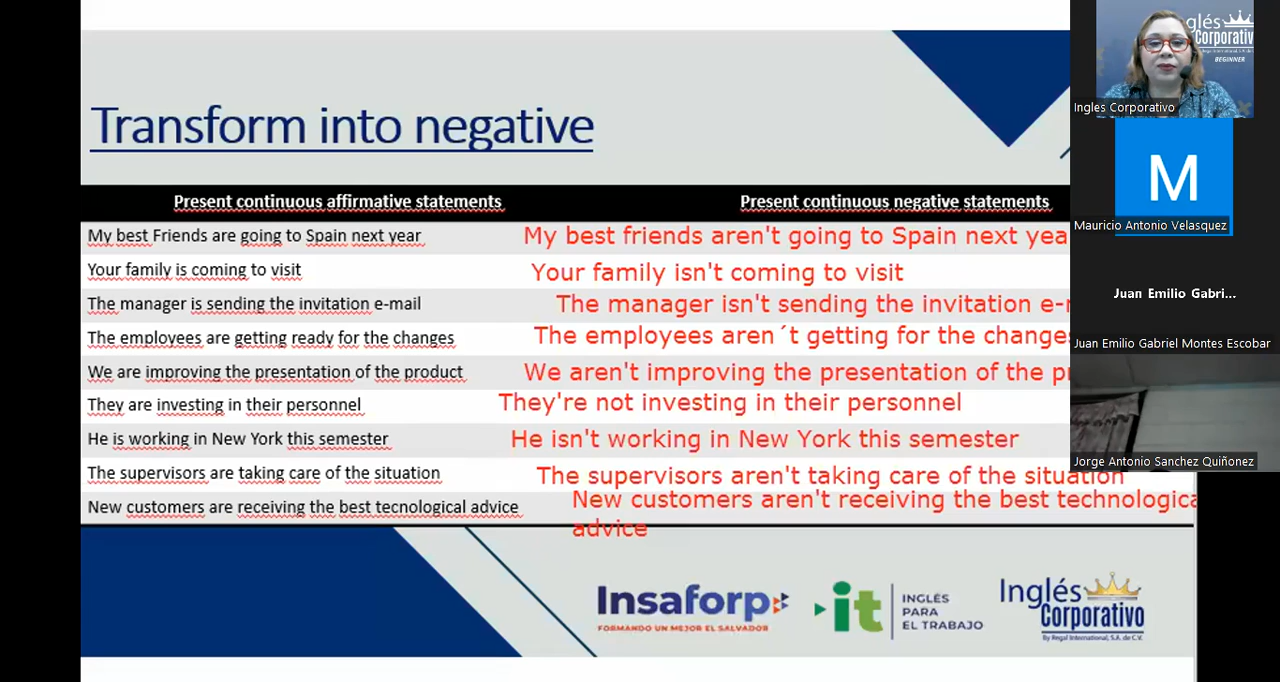 Transform into negative
Present continuous affirmative statements
Present continuous negative statements
My best Friends are going to Spain next year
My best friends aren't going to Spain next yea
Your family is coming to visit
Your family isn't coming to visit
The manager is sending the invitation e-mail
The manager isn't sending the invitation e-
The employees are getting ready for the changes
The employees aren´t getting for the changes
We are improving the presentation of the product
We aren't improving the presentation of the p
They are investing in their personnel
They're not investing in their personnel
He is working in New York this semester
He isn't working in New York this semester
The supervisors are taking care of the situation
The supervisors aren't taking care of the situation
New customers are receiving the best tecnological advice
New customers aren't receiving the best technologica
advice
Insaforp
FORMANDO UN MEJOR EL SALVADOR
it
INGLÉS
PARA
EL TRABAJO
Inglés
Corporativo
By Regal International, S.A. de C.V.
glés
Corporativ
BEGINNER
Ingles Corporativo
M
Mauricio Antonio Velasquez
Juan Emilio Gabri...
Juan Emilio Gabriel Montes Escobar
Jorge Antonio Sanchez Quiñonez